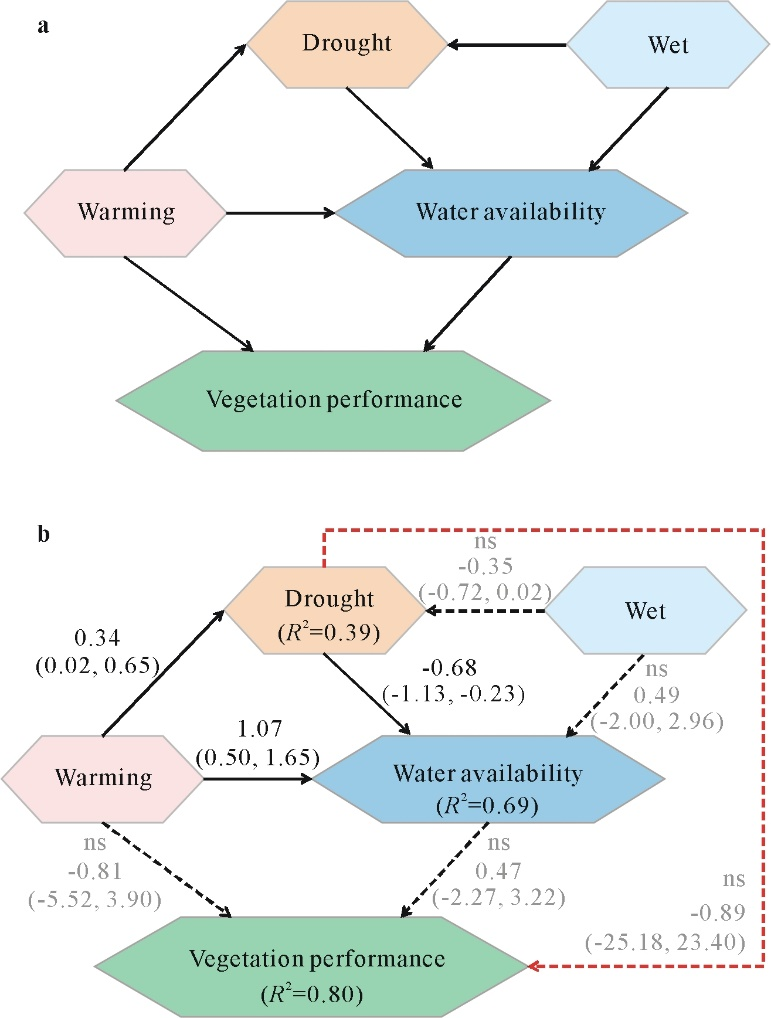 a
Drought
Wet
Warming
Water availability
Vegetation performance
b
ns
-0.35
(-0.72, 0.02)
Drought
(R²=0.39)
Wet
0.34
(0.02, 0.65)
-0.68
(-1.13, -0.23)
ns
0.49
(-2.00, 2.96)
1.07
(0.50, 1.65)
Warming
Water availability
(R²=0.69)
ns
-0.81
(-5.52, 3.90)
ns
0.47
(-2.27, 3.22)
ns
-0.89
(-25.18, 23.40)
Vegetation performance
(R²=0.80)